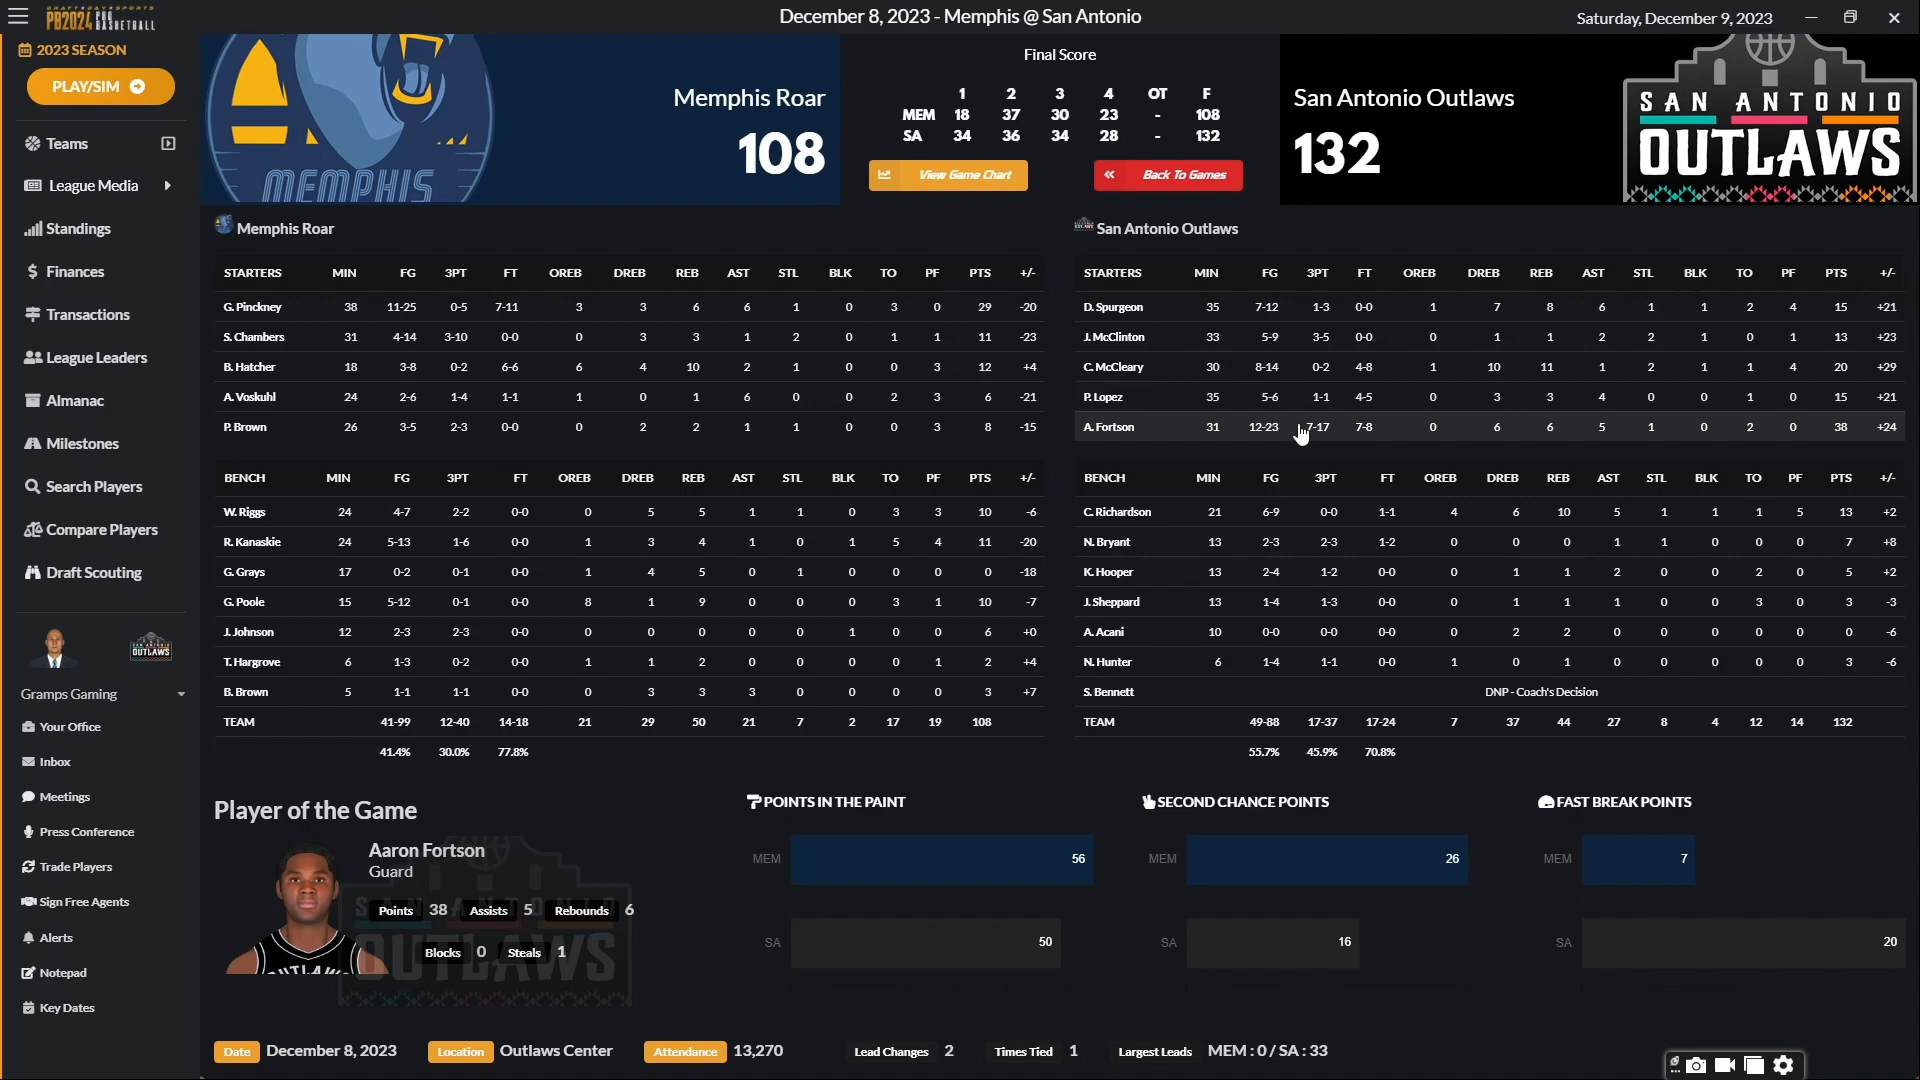 DRAFT DAY SPORTS
PB2024 PRO BASKETBALL
December 8, 2023 - Memphis @ San Antonio
Saturday, December 9, 2023
2023 SEASON
PLAY/SIM
Teams
League Media
Standings
Finances
Transactions
League Leaders
Almanac
Milestones
Search Players
Compare Players
Draft Scouting
OUTLAWS
Gramps Gaming
Your Office
Inbox
Meetings
Press Conference
Trade Players
Sign Free Agents
Alerts
Notepad
Key Dates
MEMPHIS
Memphis Roar
108
Final Score
1 2 3 4 OT F
MEM 18 37 30 23 - 108
SA 34 36 34 28 - 132
View Game Chart
Back To Games
San Antonio Outlaws
132
SAN ANTONIO
OUTLAWS
Memphis Roar
STARTERS MIN FG 3PT FT OREB DREB REB AST STL BLK TO PF PTS +/-
G. Pinckney 38 11-25 0-5 7-11 3 3 6 6 1 0 3 0 29 -20
S. Chambers 31 4-14 3-10 0-0 0 3 3 1 2 0 1 1 11 -23
B. Hatcher 18 3-8 0-2 6-6 6 4 10 2 1 0 0 3 12 +4
A. Voskuhl 24 2-6 1-4 1-1 1 0 1 6 0 0 2 3 6 -21
P. Brown 26 3-5 2-3 0-0 0 2 2 1 1 0 0 3 8 -15
BENCH MIN FG 3PT FT OREB DREB REB AST STL BLK TO PF PTS +/-
W. Riggs 24 4-7 2-2 0-0 0 5 5 1 1 0 3 3 10 -6
R. Kanaskie 24 5-13 1-6 0-0 1 3 4 1 0 1 5 4 11 -20
G. Grays 17 0-2 0-1 0-0 1 4 5 0 1 0 0 0 0 -18
G. Poole 15 5-12 0-1 0-0 8 1 9 0 0 0 3 1 10 -7
J. Johnson 12 2-3 2-3 0-0 0 0 0 0 0 1 0 0 6 +0
T. Hargrove 6 1-3 0-2 0-0 1 1 2 0 0 0 0 1 2 +4
B. Brown 5 1-1 1-1 0-0 0 3 3 3 0 0 0 0 3 +7
TEAM 41-99 12-40 14-18 21 29 50 21 7 2 17 19 108
41.4% 30.0% 77.8%
San Antonio Outlaws
STARTERS MIN FG 3PT FT OREB DREB REB AST STL BLK TO PF PTS +/-
D. Spurgeon 35 7-12 1-3 0-0 1 7 8 6 1 1 2 4 15 +21
J. McClinton 33 5-9 3-5 0-0 0 1 1 2 2 1 0 1 13 +23
C. McCleary 30 8-14 0-2 4-8 1 10 11 1 2 1 1 4 20 +29
P. Lopez 35 5-6 1-1 4-5 0 3 3 4 0 0 1 0 15 +21
A. Fortson 31 12-23 7-17 7-8 0 6 6 5 1 0 2 0 38 +24
BENCH MIN FG 3PT FT OREB DREB REB AST STL BLK TO PF PTS +/-
C. Richardson 21 6-9 0-0 1-1 4 6 10 5 1 1 1 5 13 +2
N. Bryant 13 2-3 2-3 1-2 0 0 0 1 1 0 0 0 7 +8
K. Hooper 13 2-4 1-2 0-0 0 1 1 2 0 0 2 0 5 +2
J. Sheppard 13 1-4 1-3 0-0 0 1 1 1 0 0 3 0 3 -3
A. Acani 10 0-0 0-0 0-0 0 2 2 0 0 0 0 0 0 -6
N. Hunter 6 1-4 1-1 0-0 1 0 1 0 0 0 0 0 3 -6
S. Bennett DNP - Coach's Decision
TEAM 49-88 17-37 17-24 7 37 44 27 8 4 12 14 132
55.7% 45.9% 70.8%
Player of the Game
Aaron Fortson
Guard
Points 38 Assists 5 Rebounds 6
Blocks 0 Steals 1
SAN ANTONIO
OUTLAWS
POINTS IN THE PAINT
MEM 56
SA 50
SECOND CHANCE POINTS
MEM 26
SA 16
FAST BREAK POINTS
MEM 7
SA 20
Date December 8, 2023 Location Outlaws Center Attendance 13,270 Lead Changes 2 Times Tied 1 Largest Leads MEM : 0 / SA : 33